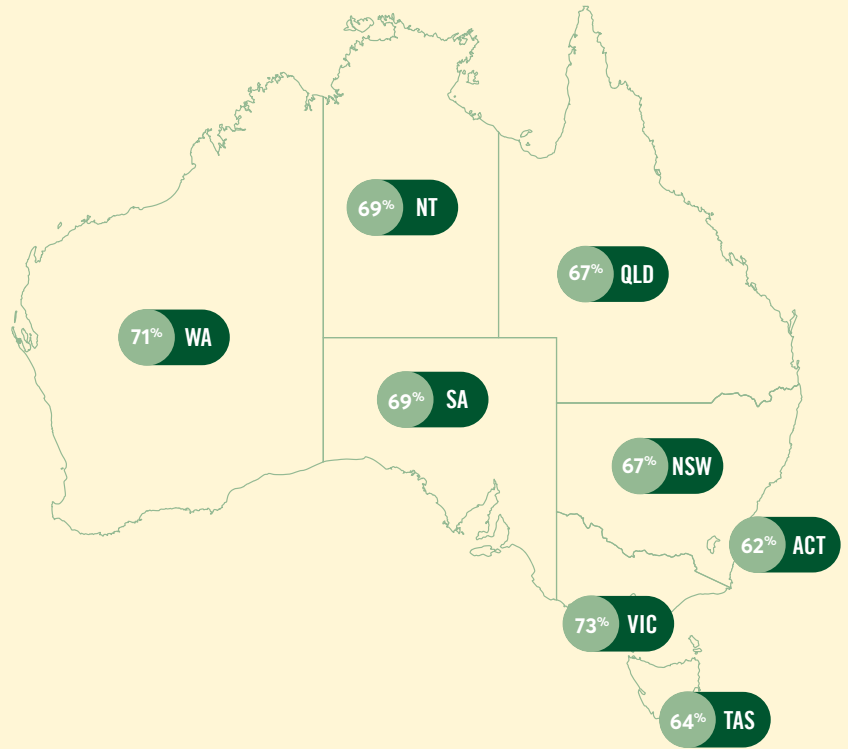 69% NT
67% QLD
71% WA
69% SA
67% NSW
62% ACT
73% VIC
64% TAS